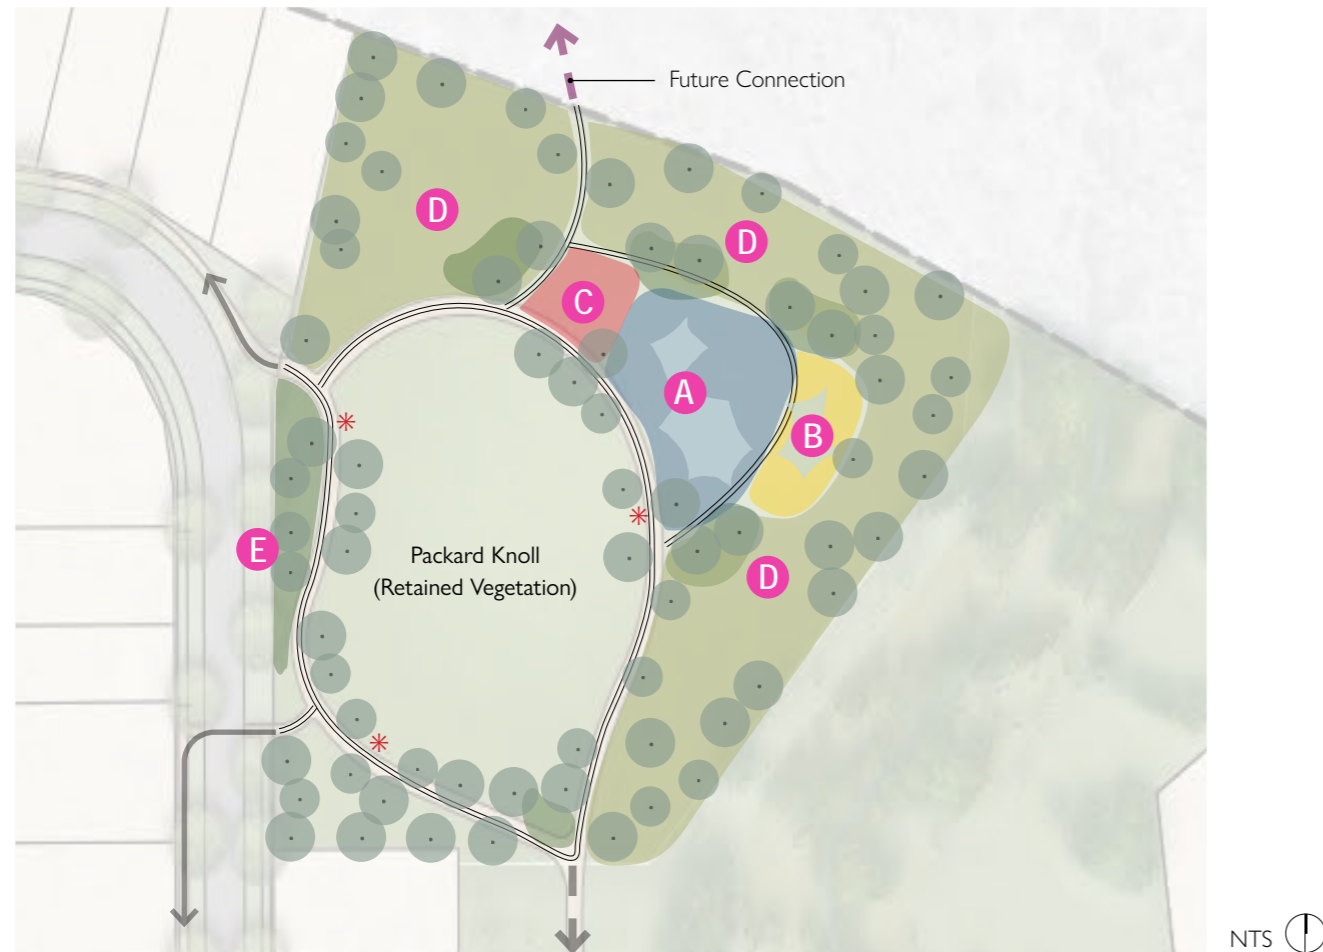 Future Connection
D
D
C
A
B
E
Packard Knoll
(Retained Vegetation)
D
NTS